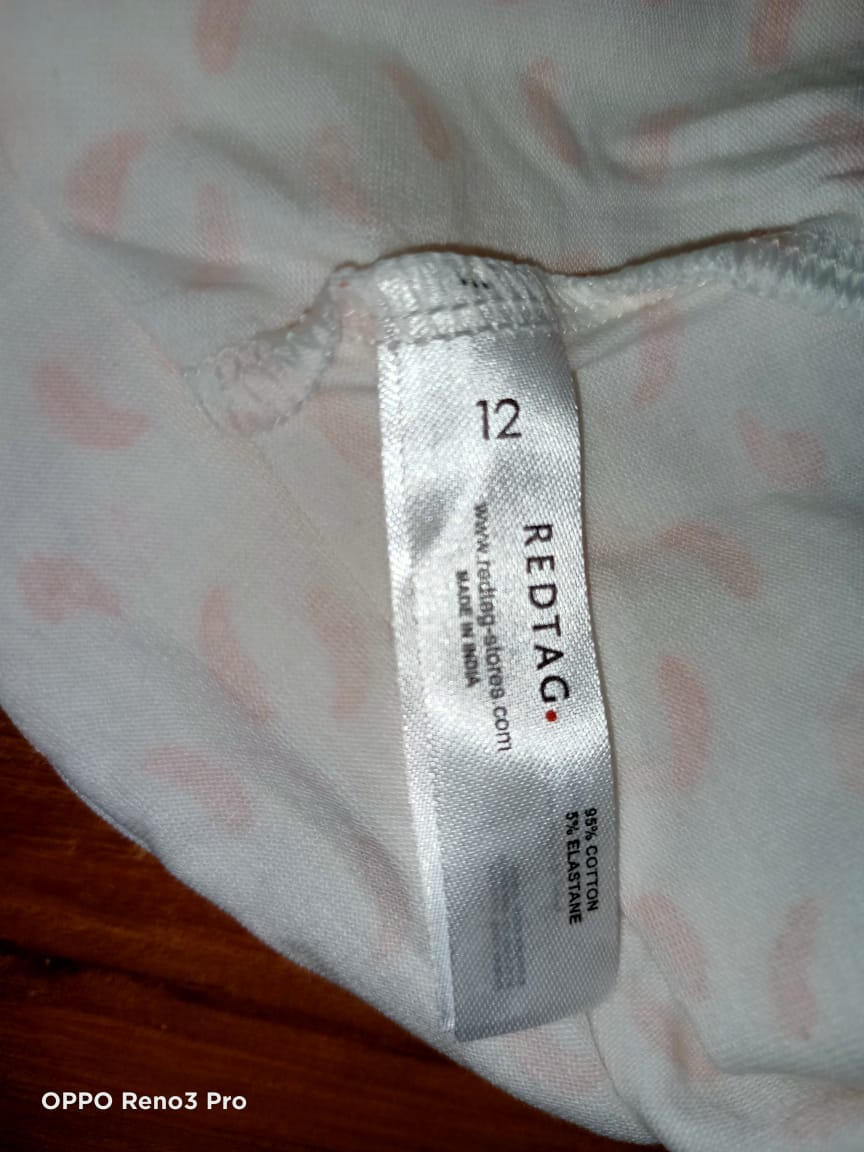 12
REDTAG.
www.redtag-stores.com
MADE IN INDIA
95% COTTON
5% ELASTANE
OPPO Reno3 Pro